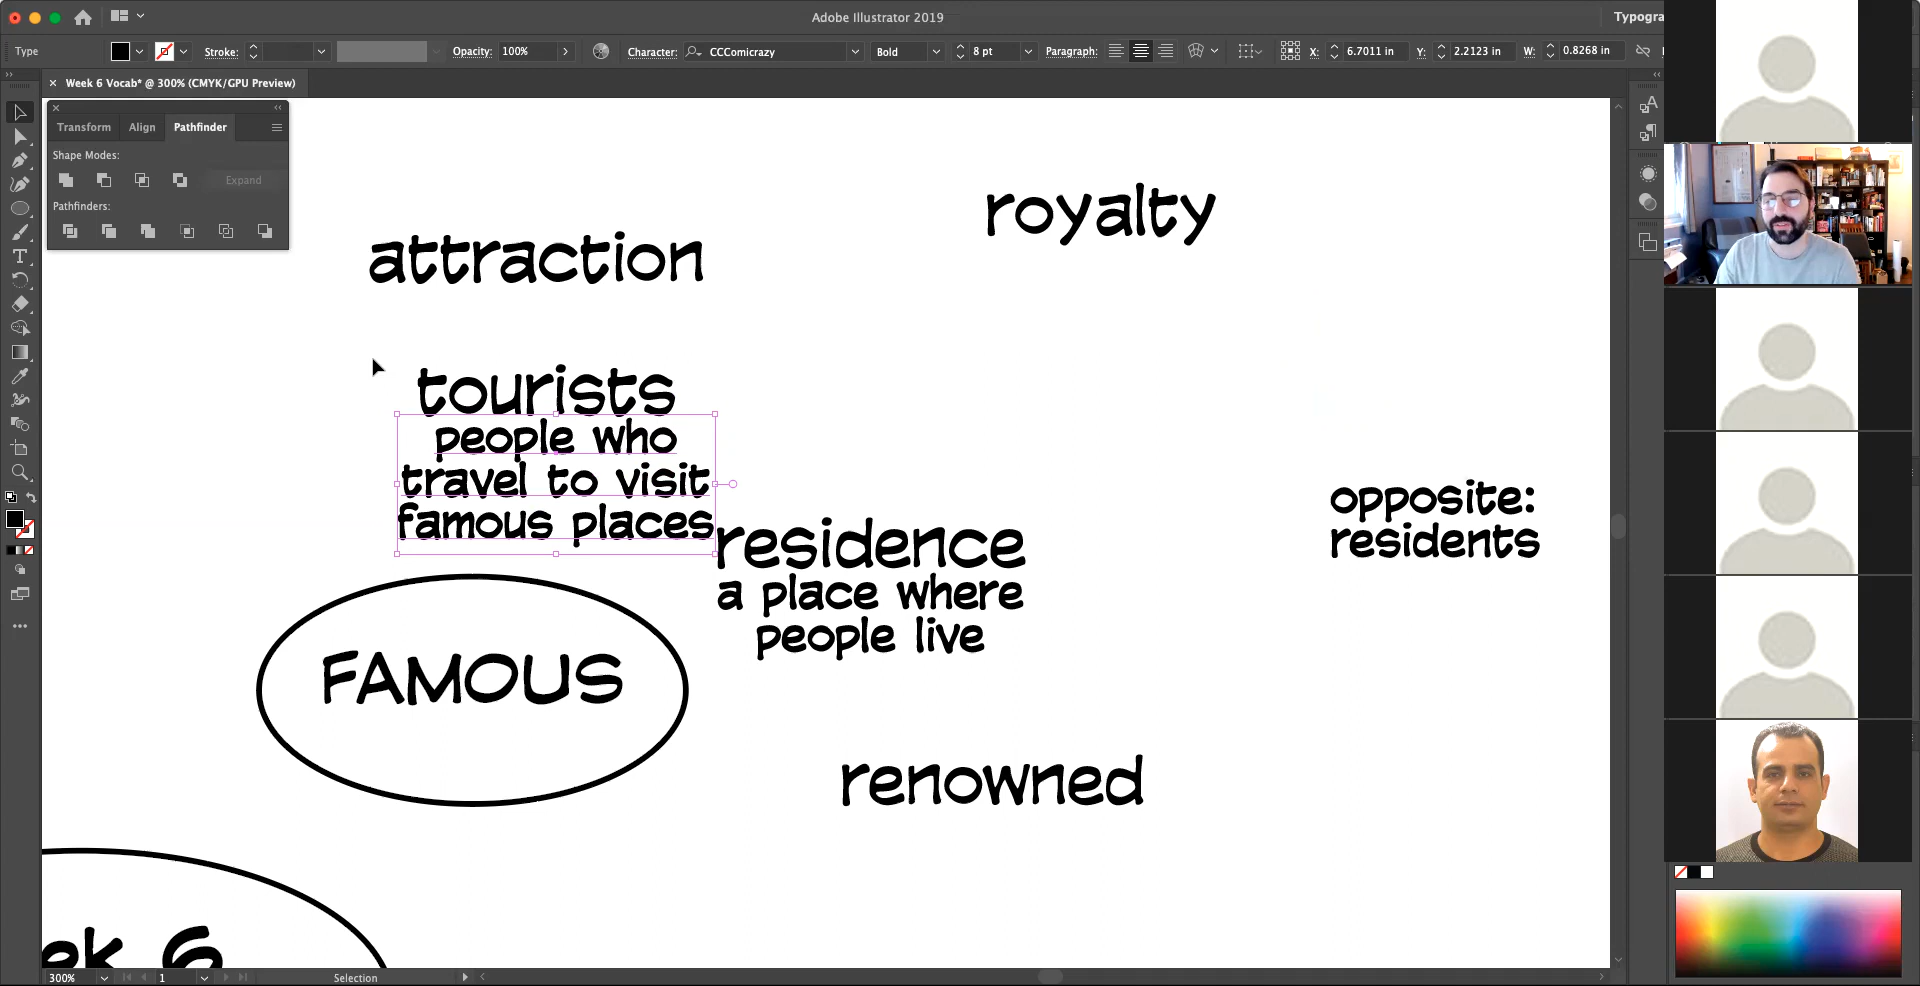 Adobe Illustrator 2019
Typogra
Type
Stroke:
Opacity: 100%
Character: CCComicrazy
Bold
8 pt
Paragraph:
X: 6.7011 in
Y: 2.2123 in
W: 0.8268 in
Week 6 Vocab* @ 300% (CMYK/GPU Preview)
Transform Align Pathfinder
Shape Modes:
Expand
Pathfinders:
royalty
attraction
tourists
people who
travel to visit
famous places
opposite:
residents
residence
a place where
people live
FAMOUS
renowned
ek 6
300%
1
Selection